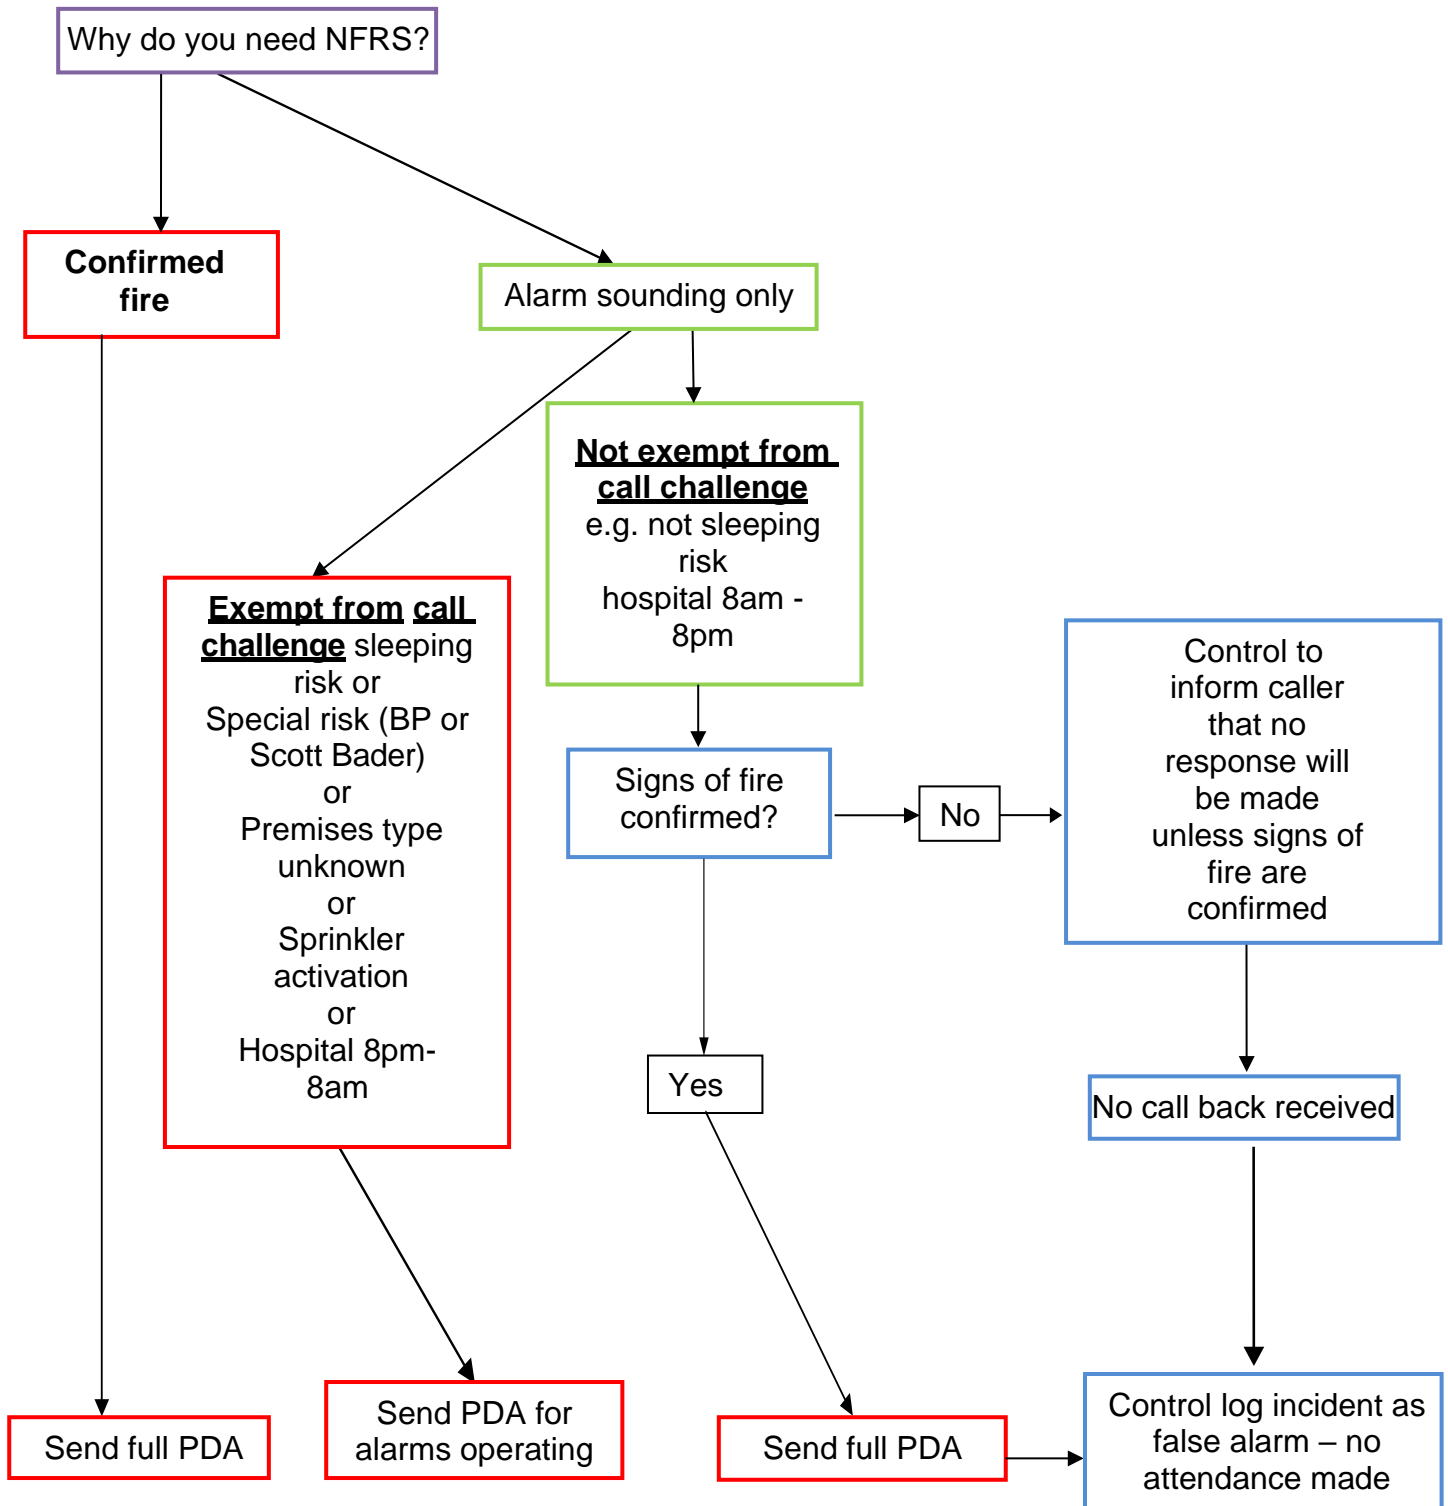 Why do you need NFRS?
Confirmed
fire
Alarm sounding only
Not exempt from
call challenge
e.g. not sleeping
risk
hospital 8am -
8pm
Exempt from call
challenge sleeping
risk or
Special risk (BP or
Scott Bader)
or
Premises type
unknown
or
Sprinkler
activation
or
Hospital 8pm-
8am
Signs of fire
confirmed?
No
Control to
inform caller
that no
response will
be made
unless signs of
fire are
confirmed
Yes
No call back received
Send full PDA
Send PDA for
alarms operating
Send full PDA
Control log incident as
false alarm – no
attendance made